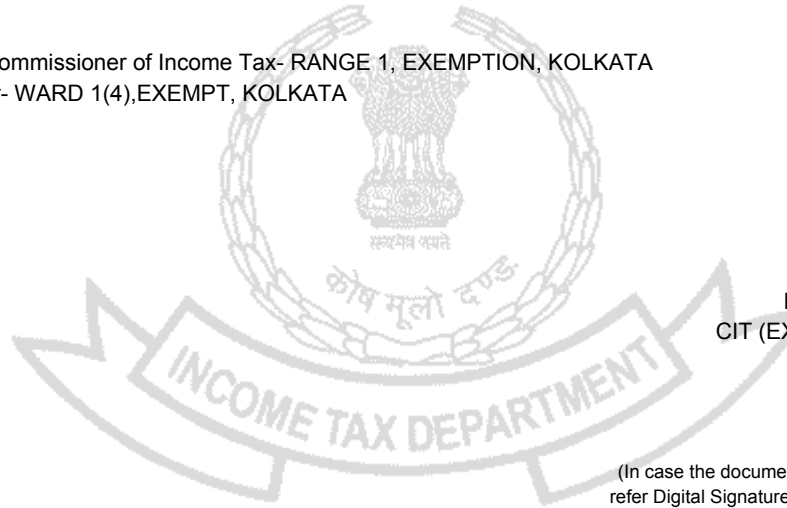 ommissioner of Income Tax- RANGE 1, EXEMPTION, KOLKATA
- WARD 1(4),EXEMPT, KOLKATA
सत्यमेव जयते
कोष मूलो दण्डः
CIT (EX
INCOME TAX DEPARTMENT
(In case the docume
refer Digital Signature